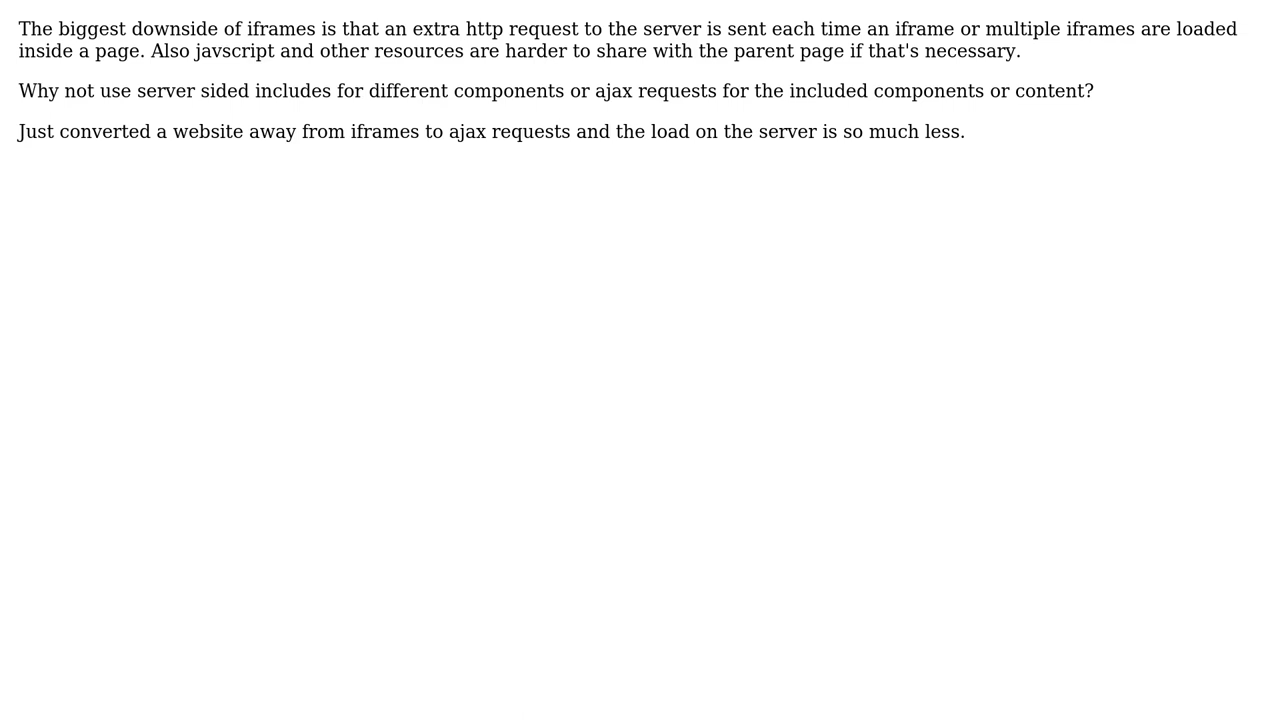 The biggest downside of iframes is that an extra http request to the server is sent each time an iframe or multiple iframes are loaded
inside a page. Also javscript and other resources are harder to share with the parent page if that's necessary.
Why not use server sided includes for different components or ajax requests for the included components or content?
Just converted a website away from iframes to ajax requests and the load on the server is so much less.